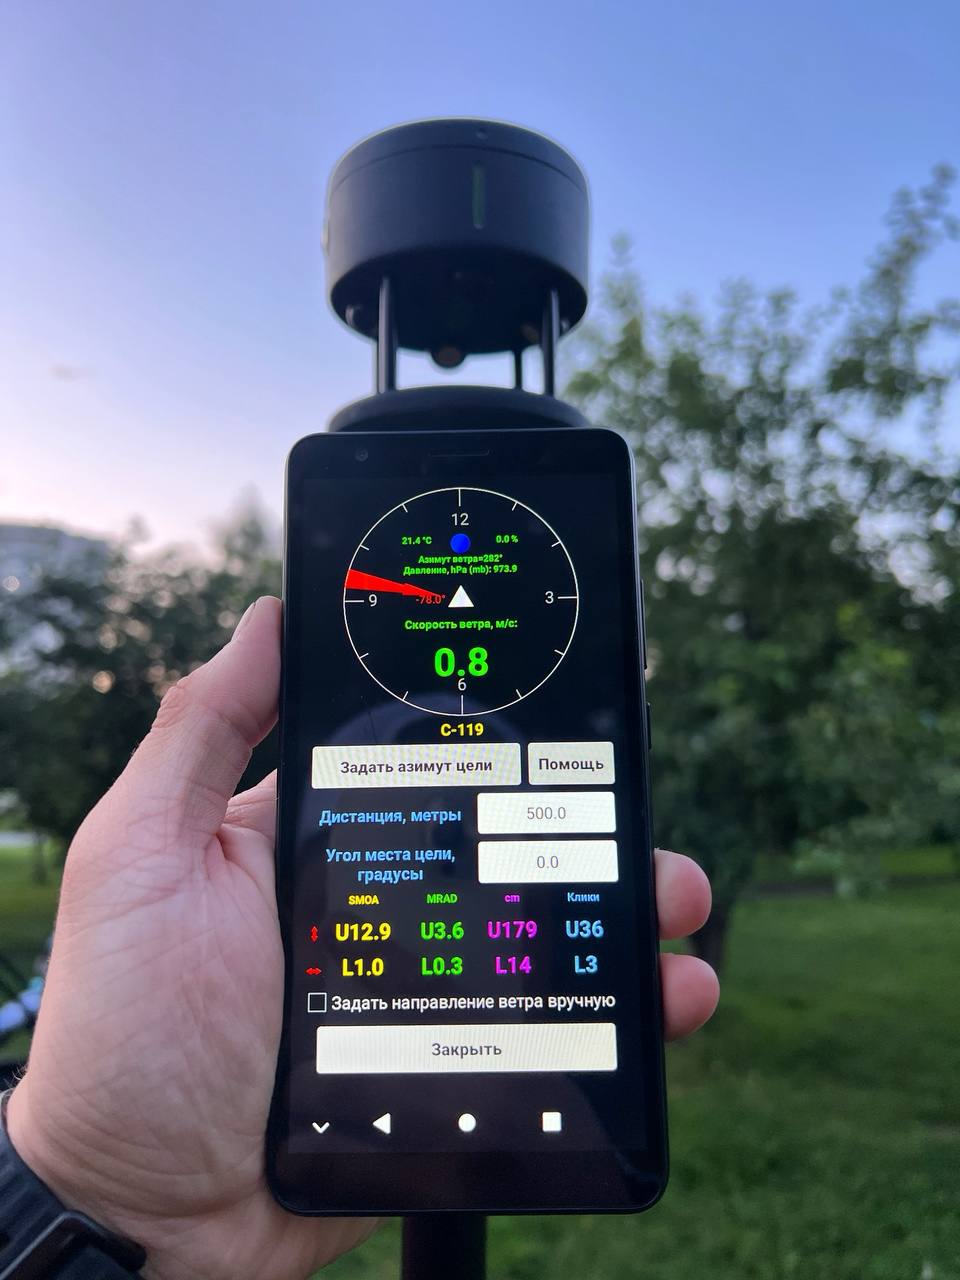 12
21.4 °C
0.0 %
Азимут ветра=282°
Давление, hPa (mb): 973.9
9
-78.0°
3
Скорость ветра, м/с:
0.8
6
C-119
Задать азимут цели
Помощь
Дистанция, метры
500.0
Угол места цели,
градусы
0.0
SMOA MRAD cm Клики
U12.9 U3.6 U179 U36
L1.0 L0.3 L14 L3
Задать направление ветра вручную
Закрыть